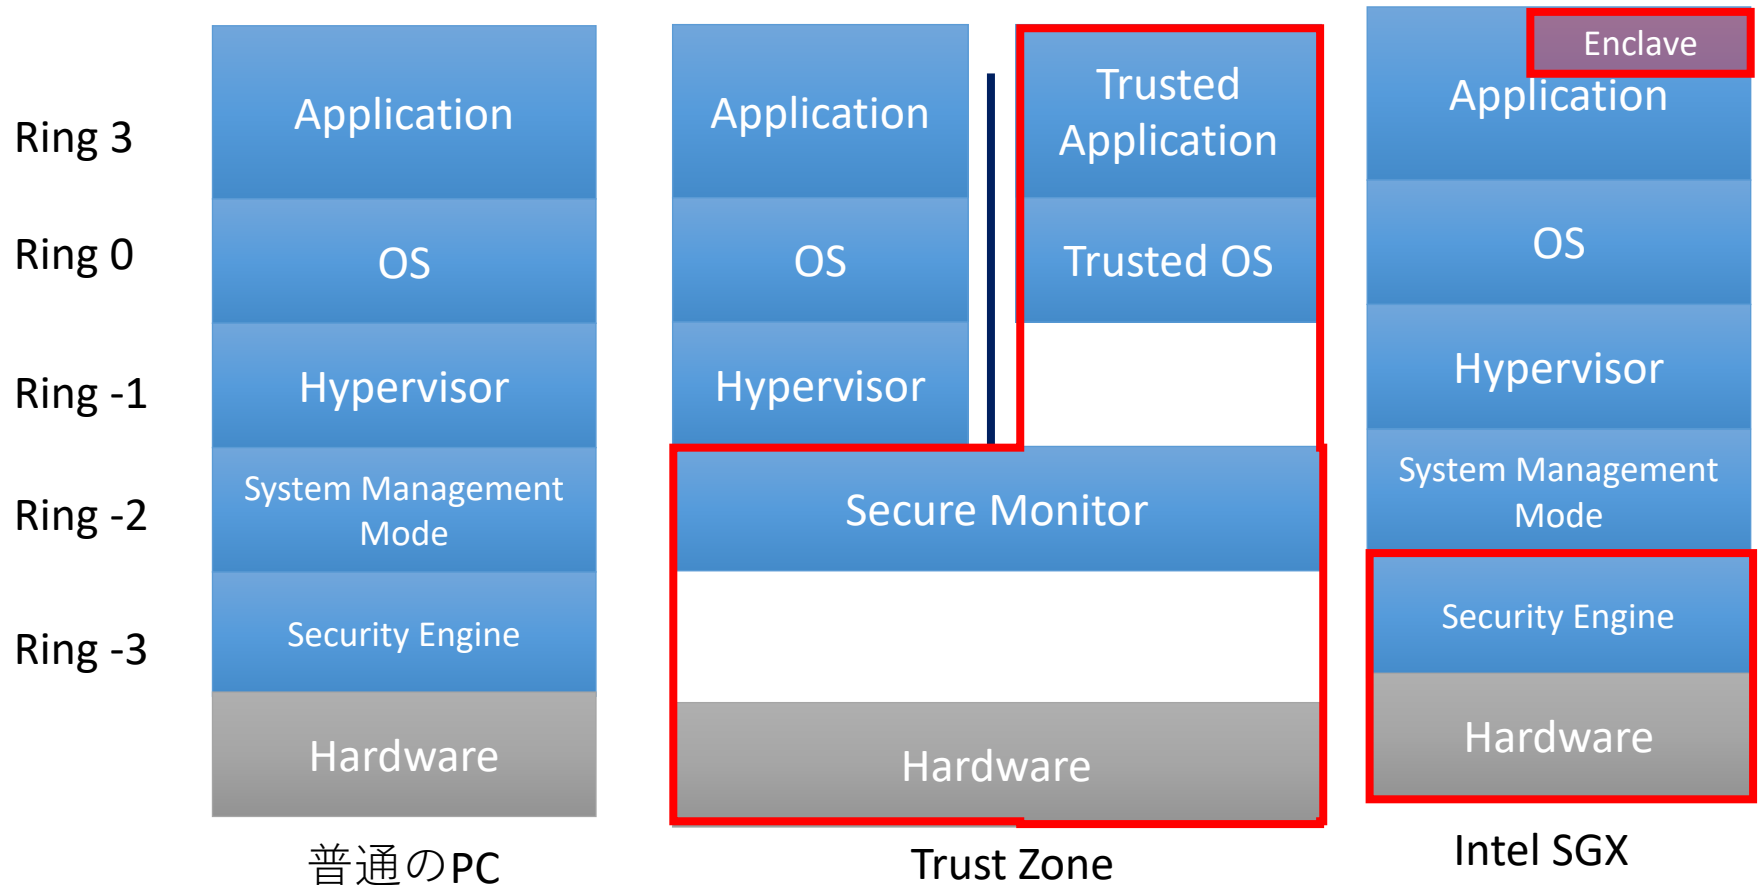 Ring 3
Ring 0
Ring -1
Ring -2
Ring -3
Application
OS
Hypervisor
System Management
Mode
Security Engine
Hardware
普通のPC
Application
OS
Hypervisor
Trusted
Application
Trusted OS
Secure Monitor
Hardware
Trust Zone
Enclave
Application
OS
Hypervisor
System Management
Mode
Security Engine
Hardware
Intel SGX